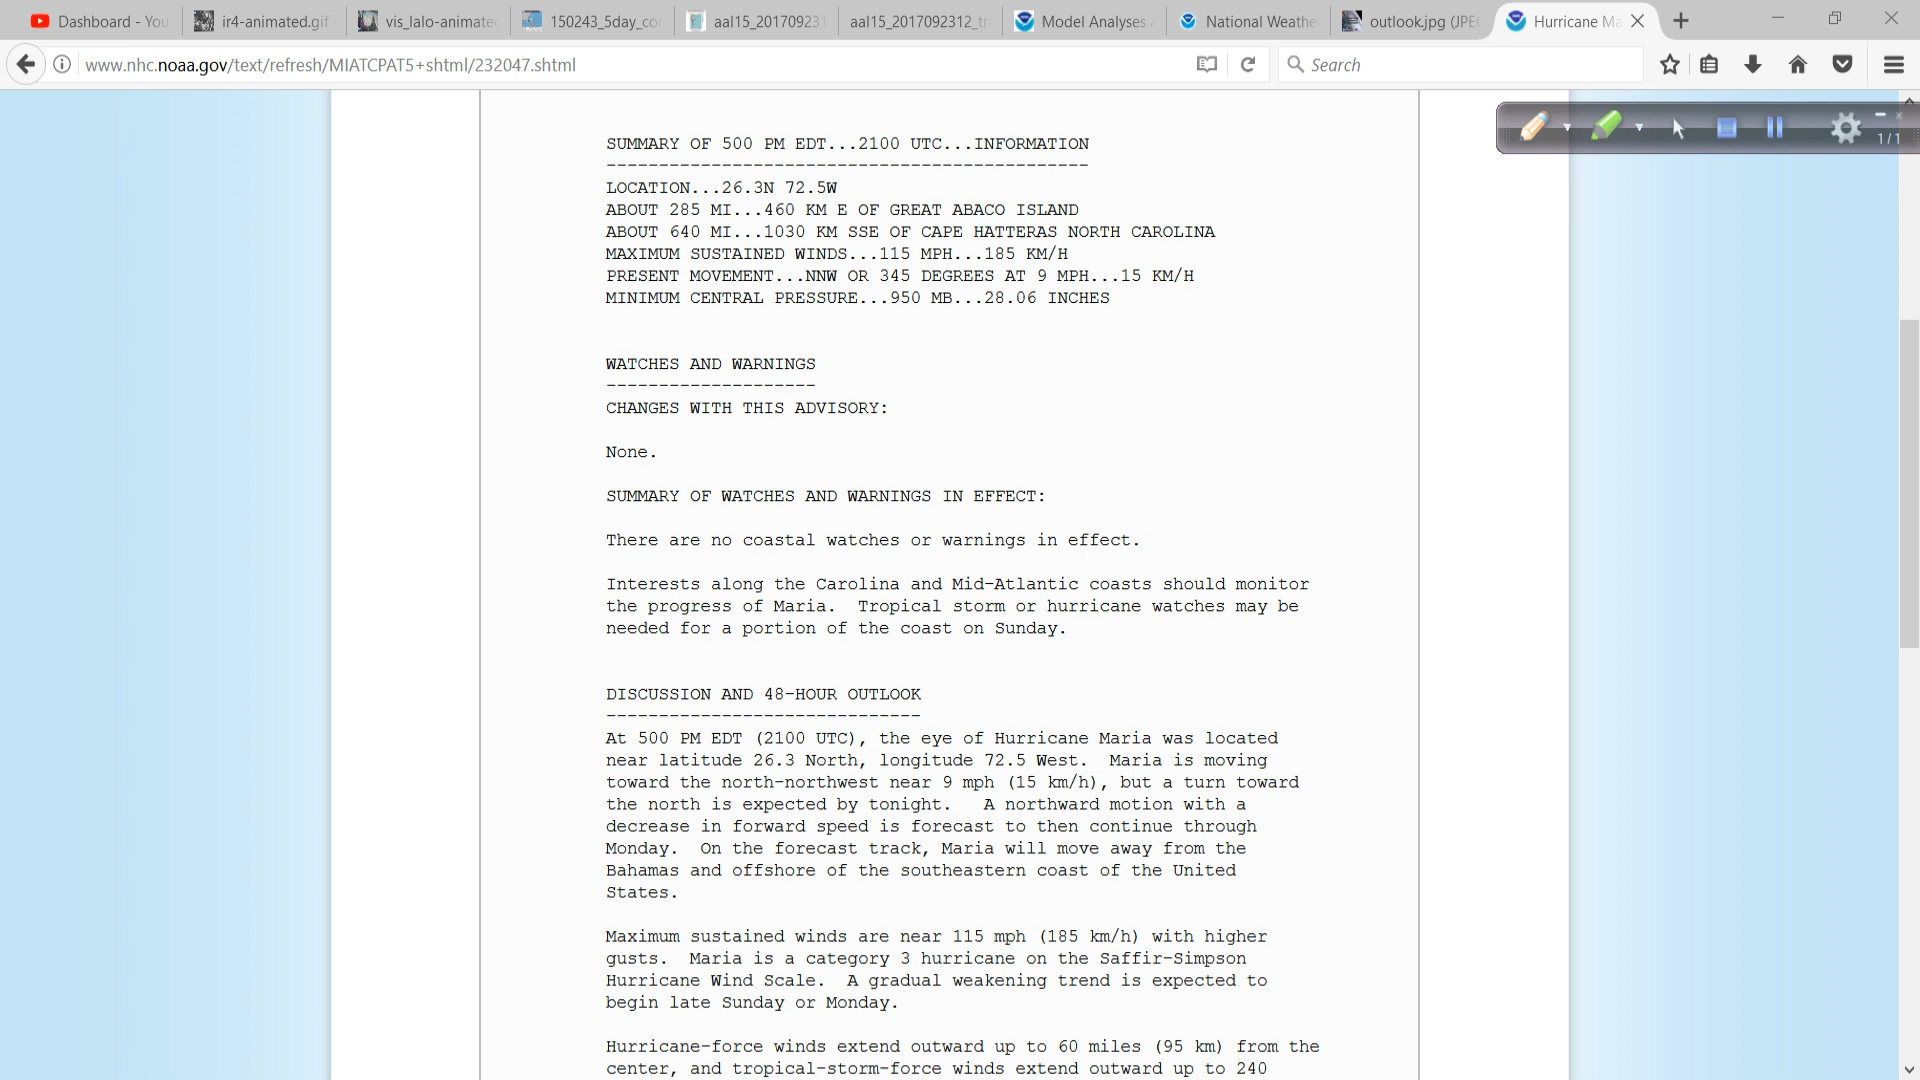 Dashboard - You
ir4-animated.gif
vis_lalo-animated
150243_5day_co
aal15_20170923
aal15_2017092312_tr
Model Analyses a
National Weathe
outlook.jpg (JPEG
Hurricane Ma
www.nhc.noaa.gov/text/refresh/MIATCPAT5+shtml/232047.shtml
Search
1/1
SUMMARY OF 500 PM EDT...2100 UTC...INFORMATION
----------------------------------------------
LOCATION...26.3N 72.5W
ABOUT 285 MI...460 KM E OF GREAT ABACO ISLAND
ABOUT 640 MI...1030 KM SSE OF CAPE HATTERAS NORTH CAROLINA
MAXIMUM SUSTAINED WINDS...115 MPH...185 KM/H
PRESENT MOVEMENT...NNW OR 345 DEGREES AT 9 MPH...15 KM/H
MINIMUM CENTRAL PRESSURE...950 MB...28.06 INCHES
WATCHES AND WARNINGS
--------------------
CHANGES WITH THIS ADVISORY:
None.
SUMMARY OF WATCHES AND WARNINGS IN EFFECT:
There are no coastal watches or warnings in effect.
Interests along the Carolina and Mid-Atlantic coasts should monitor
the progress of Maria.  Tropical storm or hurricane watches may be
needed for a portion of the coast on Sunday.
DISCUSSION AND 48-HOUR OUTLOOK
------------------------------
At 500 PM EDT (2100 UTC), the eye of Hurricane Maria was located
near latitude 26.3 North, longitude 72.5 West.  Maria is moving
toward the north-northwest near 9 mph (15 km/h), but a turn toward
the north is expected by tonight.   A northward motion with a
decrease in forward speed is forecast to then continue through
Monday.  On the forecast track, Maria will move away from the
Bahamas and offshore of the southeastern coast of the United
States.
Maximum sustained winds are near 115 mph (185 km/h) with higher
gusts.  Maria is a category 3 hurricane on the Saffir-Simpson
Hurricane Wind Scale.  A gradual weakening trend is expected to
begin late Sunday or Monday.
Hurricane-force winds extend outward up to 60 miles (95 km) from the
center, and tropical-storm-force winds extend outward up to 240